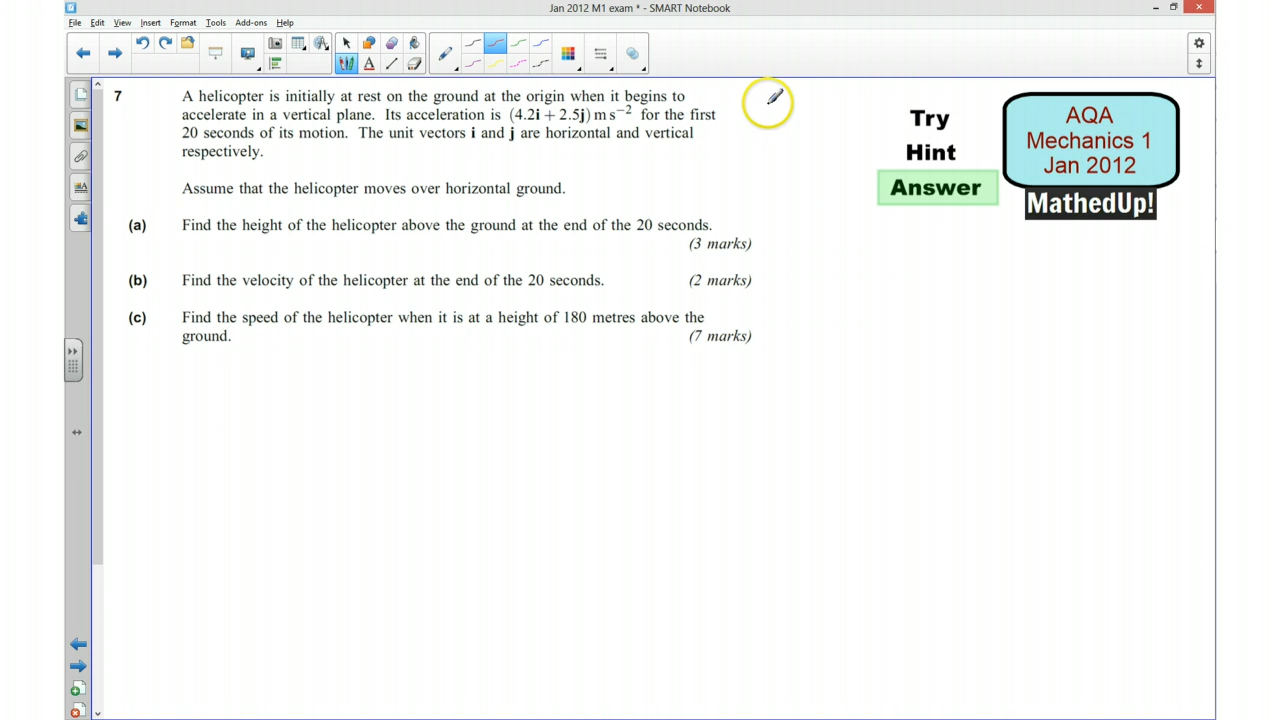 Jan 2012 M1 exam * - SMART Notebook
File Edit View Insert Format Tools Add-ons Help
7 A helicopter is initially at rest on the ground at the origin when it begins to
accelerate in a vertical plane. Its acceleration is (4.2i + 2.5j) m s⁻² for the first
20 seconds of its motion. The unit vectors i and j are horizontal and vertical
respectively.
Assume that the helicopter moves over horizontal ground.
(a) Find the height of the helicopter above the ground at the end of the 20 seconds.
(3 marks)
(b) Find the velocity of the helicopter at the end of the 20 seconds. (2 marks)
(c) Find the speed of the helicopter when it is at a height of 180 metres above the
ground. (7 marks)
Try
Hint
Answer
AQA
Mechanics 1
Jan 2012
MathedUp!